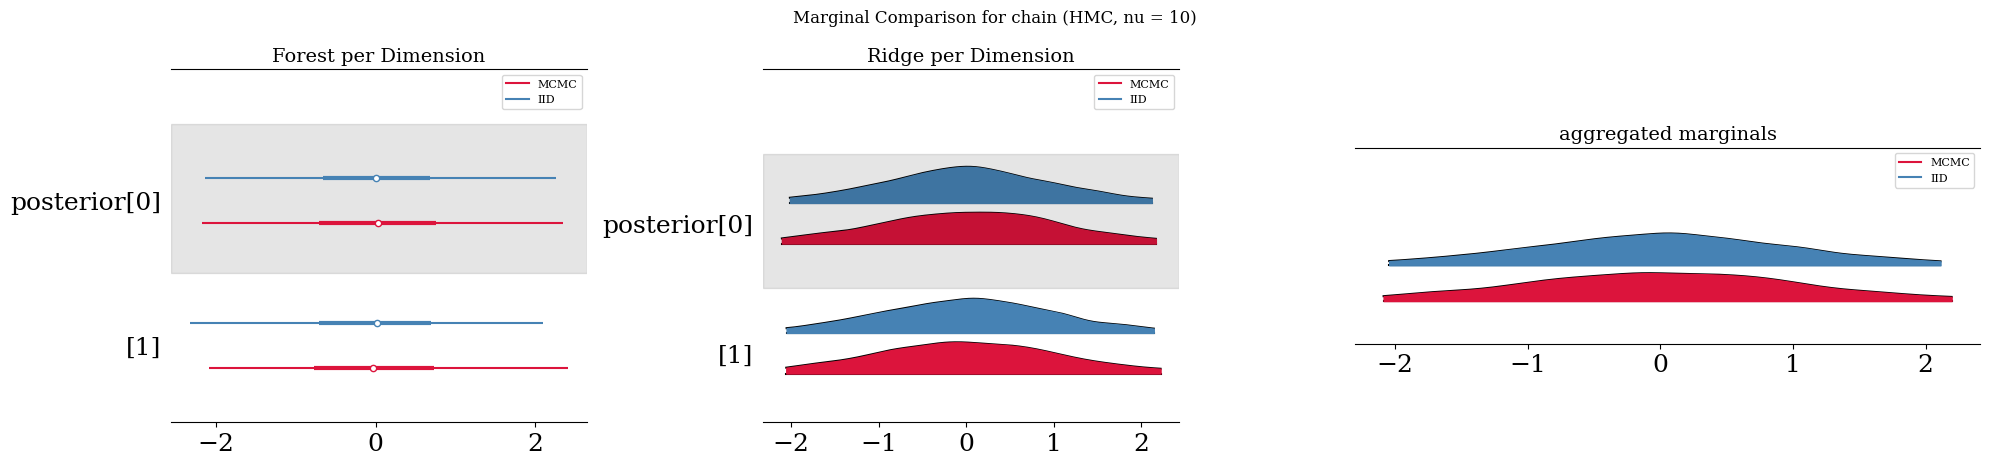 Marginal Comparison for chain (HMC, nu = 10)
Forest per Dimension
MCMC
IID
posterior[0]
[1]
−2 0 2
Ridge per Dimension
MCMC
IID
posterior[0]
[1]
−2 −1 0 1 2
aggregated marginals
MCMC
IID
−2 −1 0 1 2